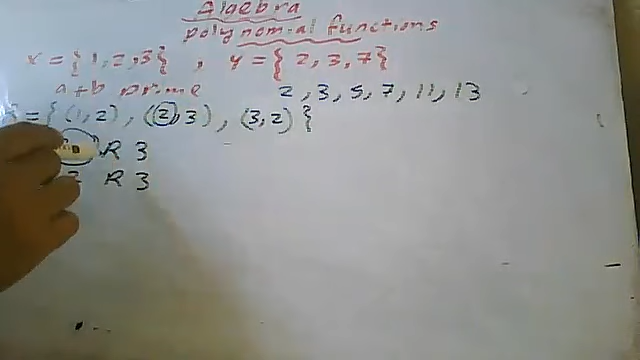 Algebra
polynomial functions
x = {1,2,3} , y = {2,3,7}
a+b prime 2, 3, 5, 7, 11, 13
= {(1,2) , (2,3) , (3,2)}
R 3
2 R 3